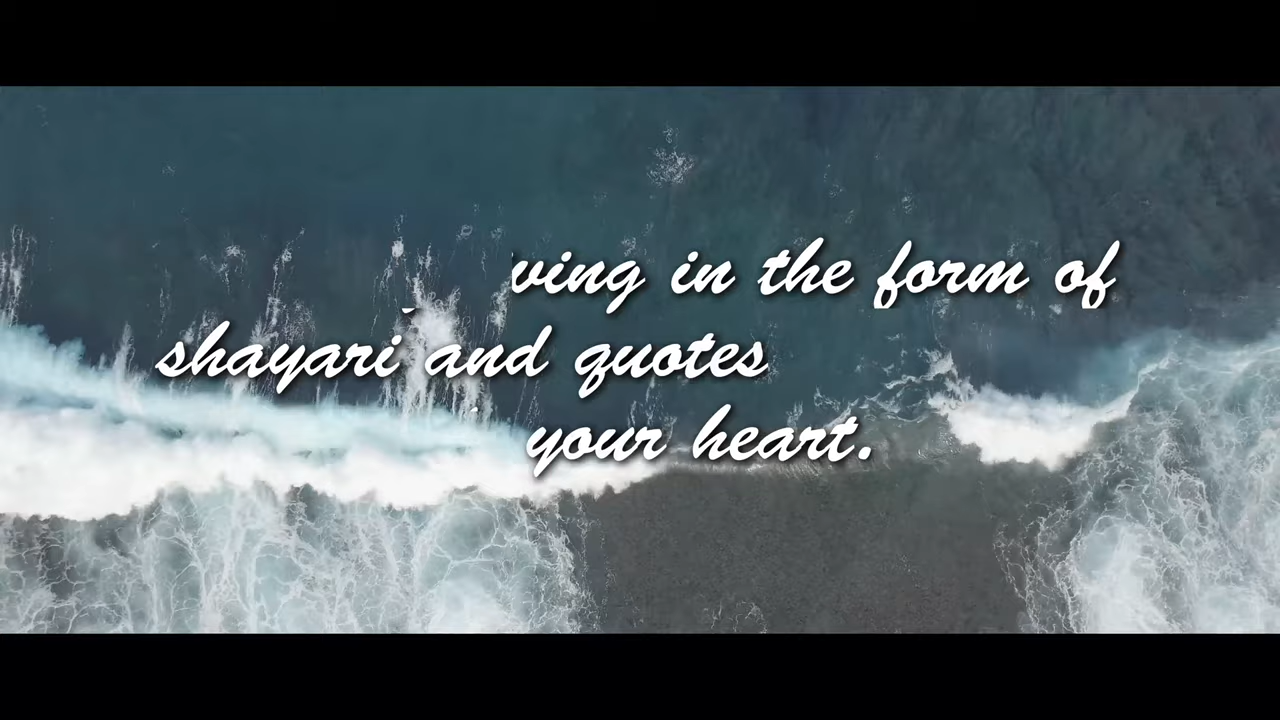 ving in the form of
shayari and quotes
your heart.